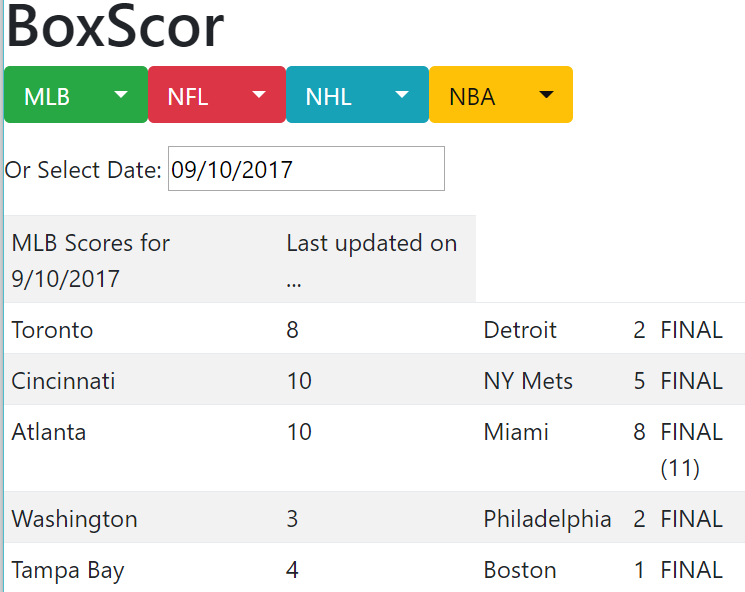 BoxScor
MLB NFL NHL NBA
Or Select Date: 09/10/2017
MLB Scores for Last updated on
9/10/2017 ...
Toronto 8 Detroit 2 FINAL
Cincinnati 10 NY Mets 5 FINAL
Atlanta 10 Miami 8 FINAL
(11)
Washington 3 Philadelphia 2 FINAL
Tampa Bay 4 Boston 1 FINAL